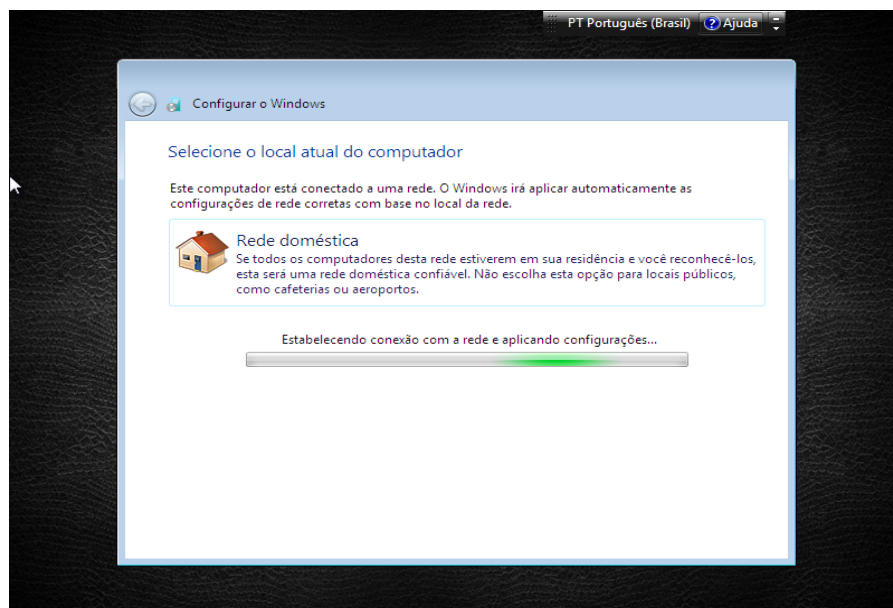 PT Português (Brasil) Ajuda
Configurar o Windows
Selecione o local atual do computador
Este computador está conectado a uma rede. O Windows irá aplicar automaticamente as
configurações de rede corretas com base no local da rede.
Rede doméstica
Se todos os computadores desta rede estiverem em sua residência e você reconhecê-los,
esta será uma rede doméstica confiável. Não escolha esta opção para locais públicos,
como cafeterias ou aeroportos.
Estabelecendo conexão com a rede e aplicando configurações...